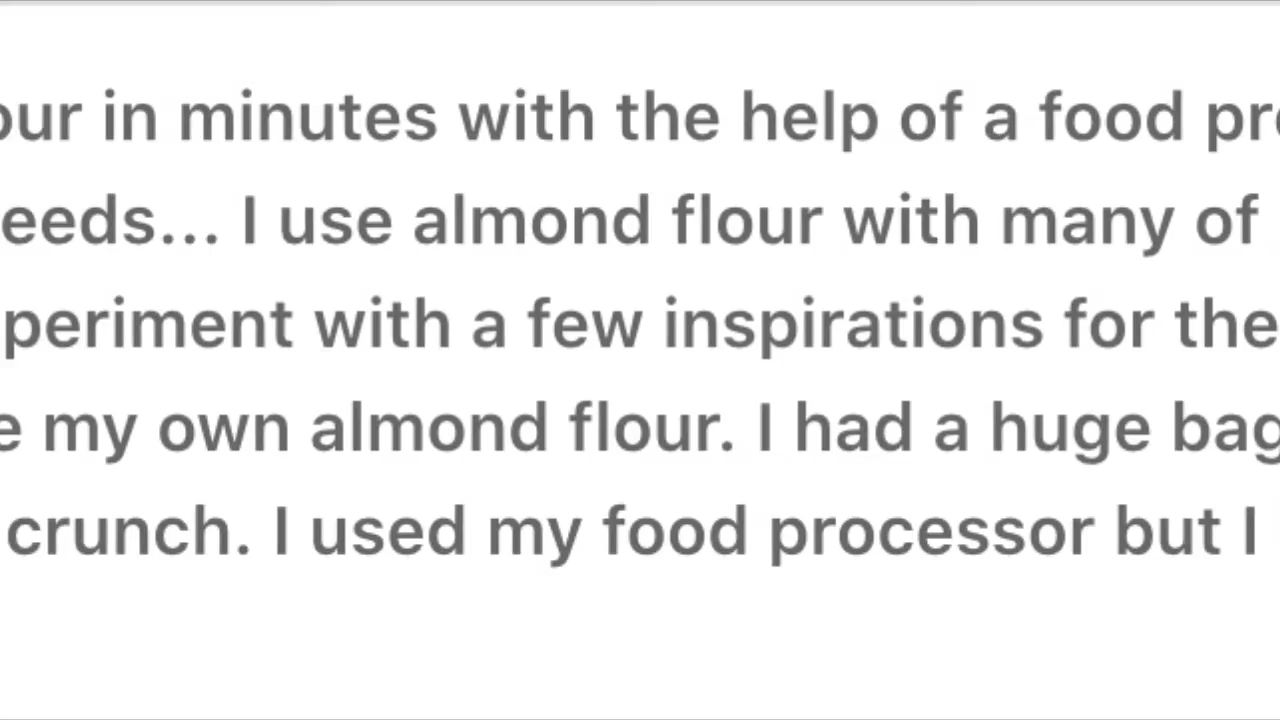 our in minutes with the help of a food pro
eeds... I use almond flour with many of
periment with a few inspirations for the
e my own almond flour. I had a huge bag
crunch. I used my food processor but I